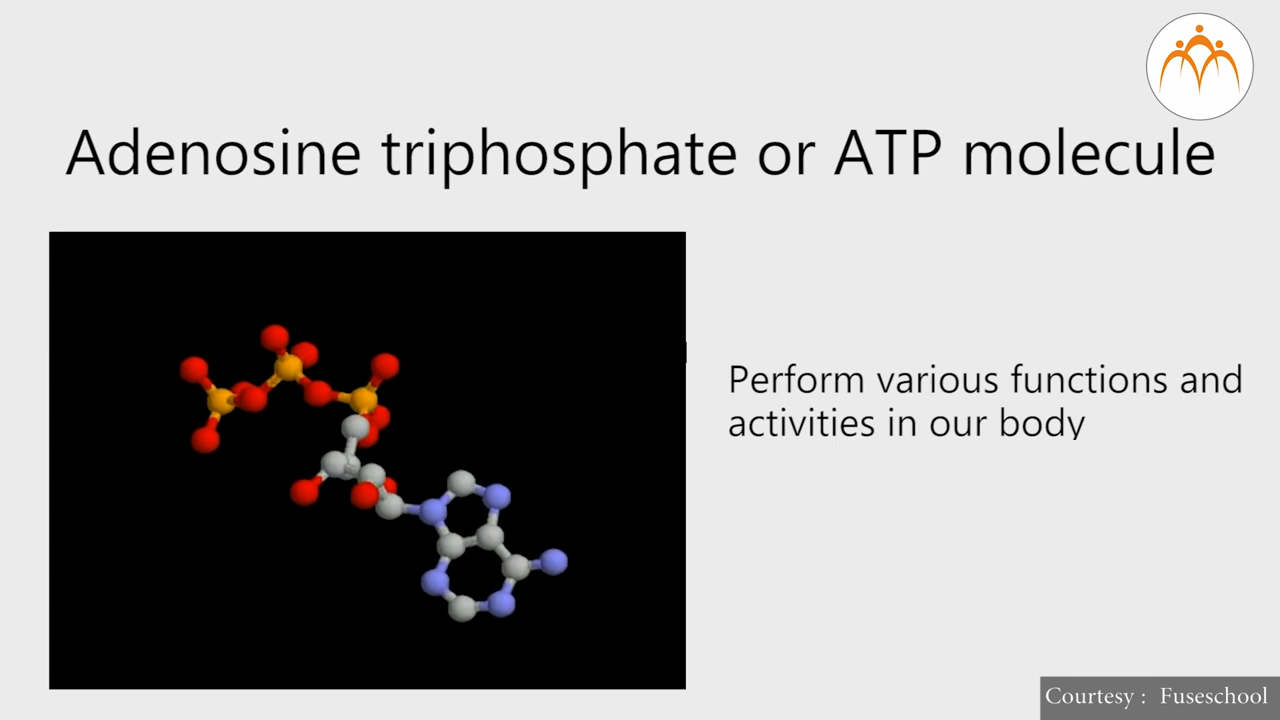 Adenosine triphosphate or ATP molecule
Perform various functions and
activities in our body
Courtesy : Fuseschool